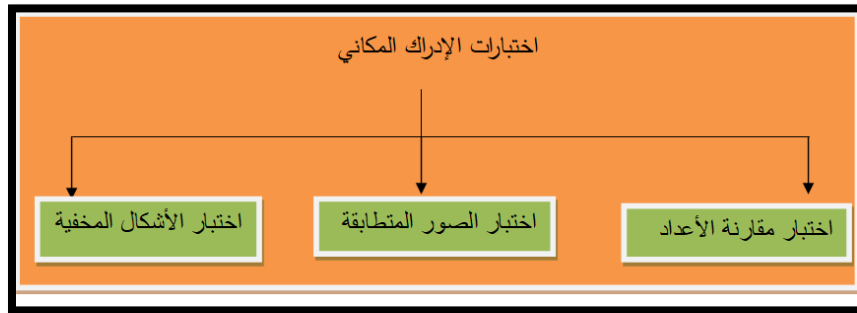 اختبارات الإدراك المكاني
اختبار مقارنة الأعداد
اختبار الصور المتطابقة
اختبار الأشكال المخفية